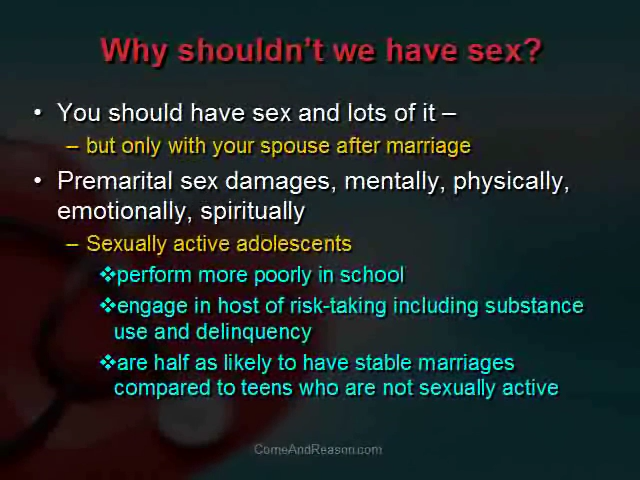 Why shouldn't we have sex?
• You should have sex and lots of it –
– but only with your spouse after marriage
• Premarital sex damages, mentally, physically,
emotionally, spiritually
– Sexually active adolescents
❖perform more poorly in school
❖engage in host of risk-taking including substance
use and delinquency
❖are half as likely to have stable marriages
compared to teens who are not sexually active
ComeAndReason.com